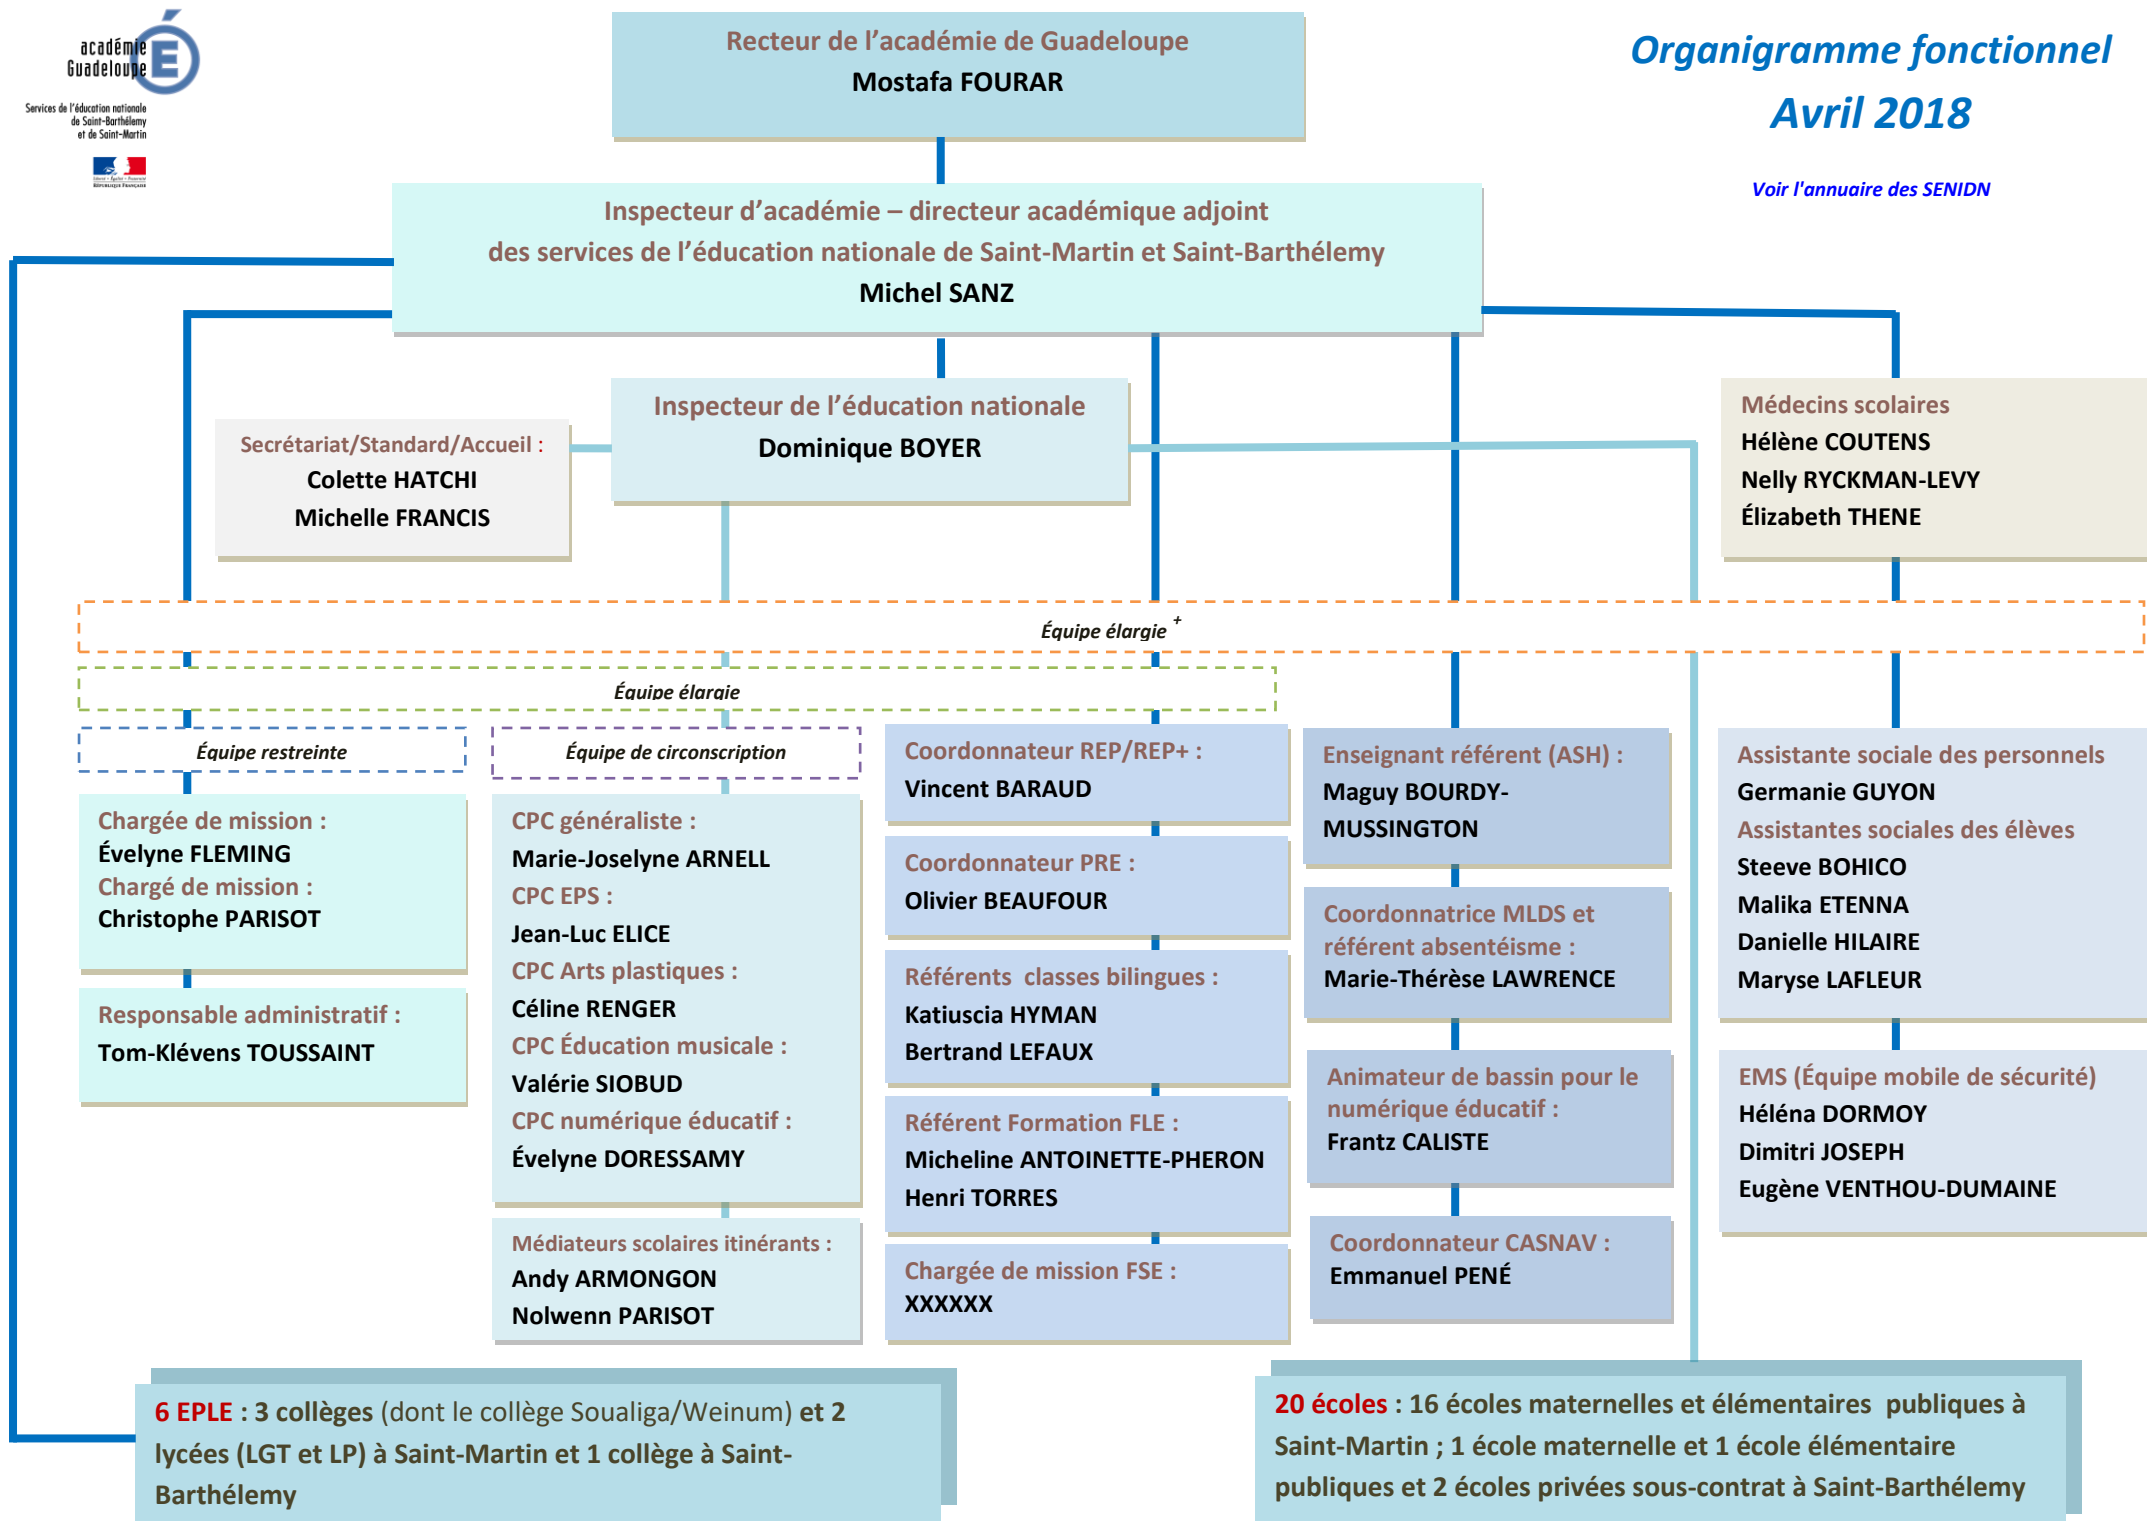 académie
Guadeloupe
Services de l'éducation nationale
de Saint-Barthélemy
et de Saint-Martin
Liberté • Égalité • Fraternité
RÉPUBLIQUE FRANÇAISE
Recteur de l'académie de Guadeloupe
Mostafa FOURAR
Organigramme fonctionnel
Avril 2018
Voir l'annuaire des SENIDN
Inspecteur d'académie – directeur académique adjoint
des services de l'éducation nationale de Saint-Martin et Saint-Barthélemy
Michel SANZ
Inspecteur de l'éducation nationale
Dominique BOYER
Secrétariat/Standard/Accueil :
Colette HATCHI
Michelle FRANCIS
Médecins scolaires
Hélène COUTENS
Nelly RYCKMAN-LEVY
Élizabeth THENE
Équipe élargie +
Équipe élargie
Équipe restreinte
Chargée de mission :
Évelyne FLEMING
Chargé de mission :
Christophe PARISOT
Responsable administratif :
Tom-Klévens TOUSSAINT
Équipe de circonscription
CPC généraliste :
Marie-Joselyne ARNELL
CPC EPS :
Jean-Luc ELICE
CPC Arts plastiques :
Céline RENGER
CPC Éducation musicale :
Valérie SIOBUD
CPC numérique éducatif :
Évelyne DORESSAMY
Médiateurs scolaires itinérants :
Andy ARMONGON
Nolwenn PARISOT
Coordonnateur REP/REP+ :
Vincent BARAUD
Coordonnateur PRE :
Olivier BEAUFOUR
Référents classes bilingues :
Katiuscia HYMAN
Bertrand LEFAUX
Référent Formation FLE :
Micheline ANTOINETTE-PHERON
Henri TORRES
Chargée de mission FSE :
XXXXXX
Enseignant référent (ASH) :
Maguy BOURDY-
MUSSINGTON
Coordonnatrice MLDS et
référent absentéisme :
Marie-Thérèse LAWRENCE
Animateur de bassin pour le
numérique éducatif :
Frantz CALISTE
Coordonnateur CASNAV :
Emmanuel PENÉ
Assistante sociale des personnels
Germanie GUYON
Assistantes sociales des élèves
Steeve BOHICO
Malika ETENNA
Danielle HILAIRE
Maryse LAFLEUR
EMS (Équipe mobile de sécurité)
Héléna DORMOY
Dimitri JOSEPH
Eugène VENTHOU-DUMAINE
6 EPLE : 3 collèges (dont le collège Soualiga/Weinum) et 2
lycées (LGT et LP) à Saint-Martin et 1 collège à Saint-
Barthélemy
20 écoles : 16 écoles maternelles et élémentaires publiques à
Saint-Martin ; 1 école maternelle et 1 école élémentaire
publiques et 2 écoles privées sous-contrat à Saint-Barthélemy